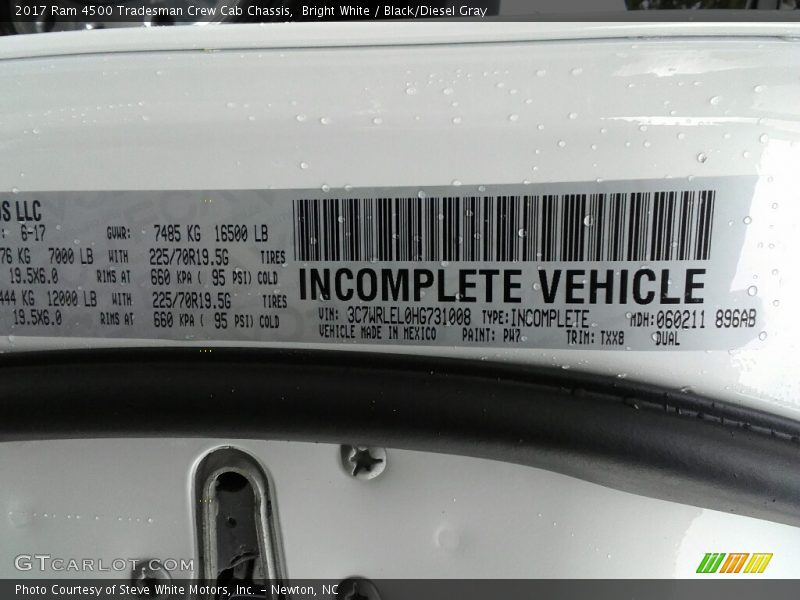 2017 Ram 4500 Tradesman Crew Cab Chassis, Bright White / Black/Diesel Gray
LLC
6-17 GVWR: 7485 KG 16500 LB
KG 7000 LB WITH 225/70R19.5G TIRES
19.5X6.0 RIMS AT 660 KPA ( 95 PSI) COLD
KG 12000 LB WITH 225/70R19.5G TIRES
19.5X6.0 RIMS AT 660 KPA ( 95 PSI) COLD
INCOMPLETE VEHICLE
VIN: 3C7WRLEL0HG731008 TYPE: INCOMPLETE MDH: 060211 896AB
VEHICLE MADE IN MEXICO PAINT: PW7 TRIM: TXX8 DUAL
GTCARLOT.COM
Photo Courtesy of Steve White Motors, Inc. - Newton, NC